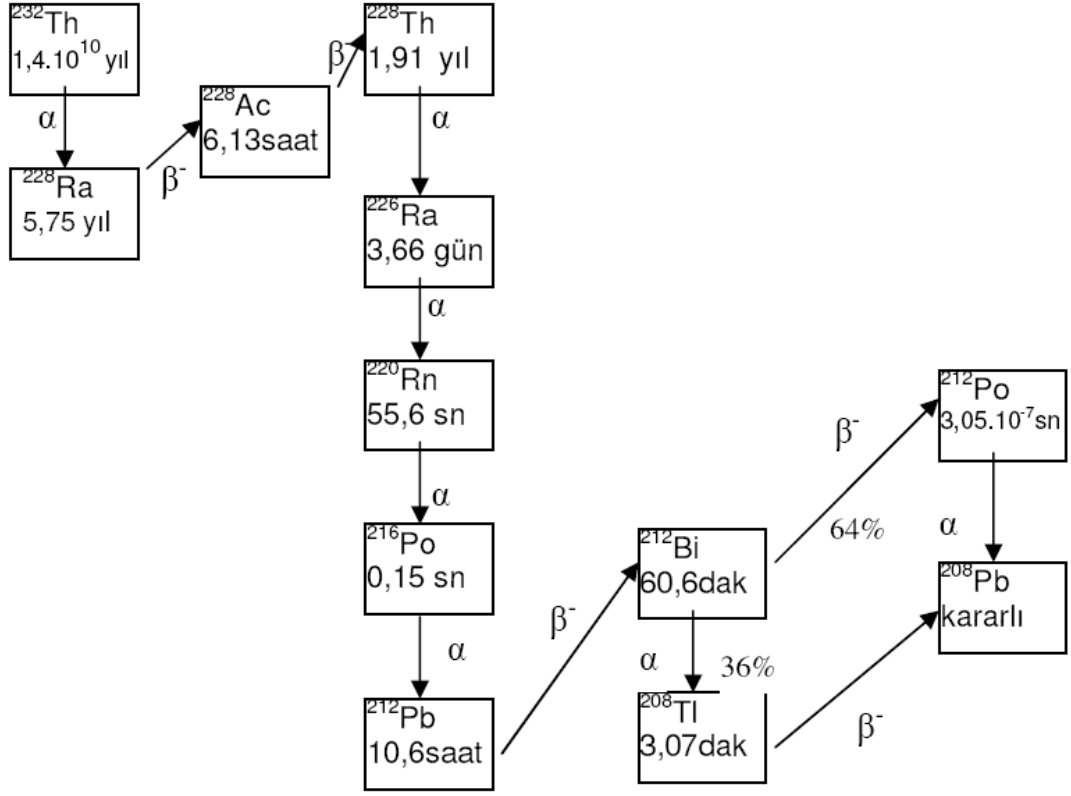 ²³²Th
1,4.10¹⁰ yıl
α
²²⁸Ra
5,75 yıl
β⁻
²²⁸Ac
6,13saat
β⁻
²²⁸Th
1,91 yıl
α
²²⁶Ra
3,66 gün
α
²²⁰Rn
55,6 sn
α
²¹⁶Po
0,15 sn
α
²¹²Pb
10,6saat
β⁻
²¹²Bi
60,6dak
α
36%
²⁰⁸Tl
3,07dak
β⁻
64%
²¹²Po
3,05.10⁻⁷sn
α
²⁰⁸Pb
kararlı
β⁻